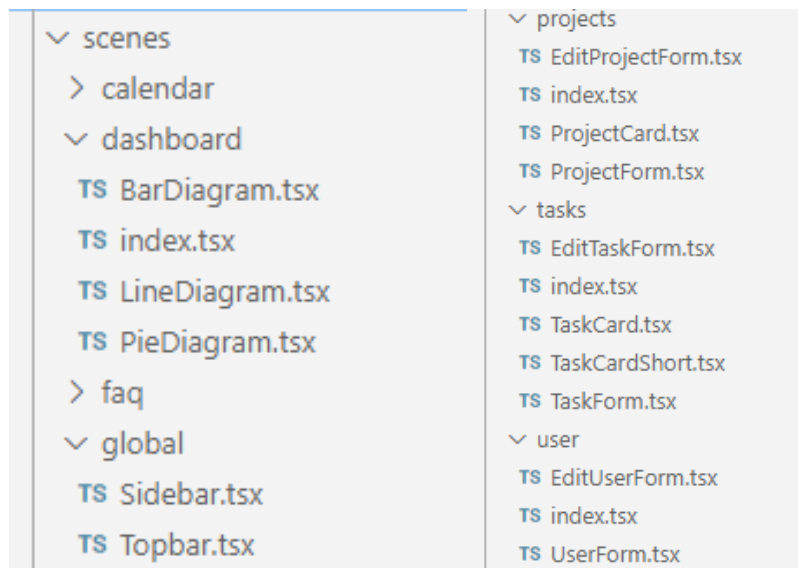 scenes
calendar
dashboard
TS BarDiagram.tsx
TS index.tsx
TS LineDiagram.tsx
TS PieDiagram.tsx
faq
global
TS Sidebar.tsx
TS Topbar.tsx
projects
TS EditProjectForm.tsx
TS index.tsx
TS ProjectCard.tsx
TS ProjectForm.tsx
tasks
TS EditTaskForm.tsx
TS index.tsx
TS TaskCard.tsx
TS TaskCardShort.tsx
TS TaskForm.tsx
user
TS EditUserForm.tsx
TS index.tsx
TS UserForm.tsx